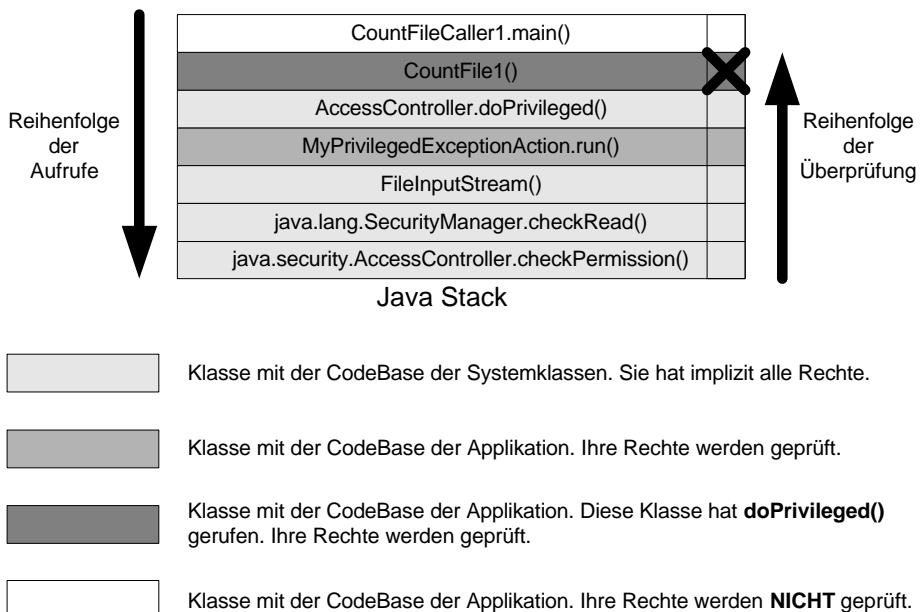 CountFileCaller1.main()
CountFile1()
AccessController.doPrivileged()
MyPrivilegedExceptionAction.run()
FileInputStream()
java.lang.SecurityManager.checkRead()
java.security.AccessController.checkPermission()
Reihenfolge
der
Aufrufe
Reihenfolge
der
Überprüfung
Java Stack
Klasse mit der CodeBase der Systemklassen. Sie hat implizit alle Rechte.
Klasse mit der CodeBase der Applikation. Ihre Rechte werden geprüft.
Klasse mit der CodeBase der Applikation. Diese Klasse hat doPrivileged()
gerufen. Ihre Rechte werden geprüft.
Klasse mit der CodeBase der Applikation. Ihre Rechte werden NICHT geprüft.